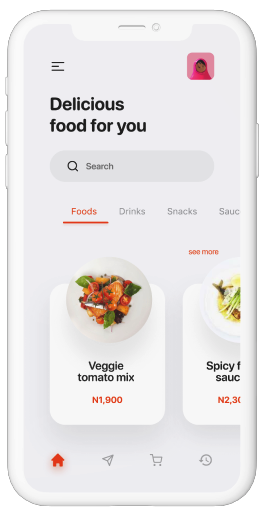 Delicious
food for you
Search
Foods Drinks Snacks Sauc
see more
Veggie
tomato mix
N1,900
Spicy f
sauc
N2,30